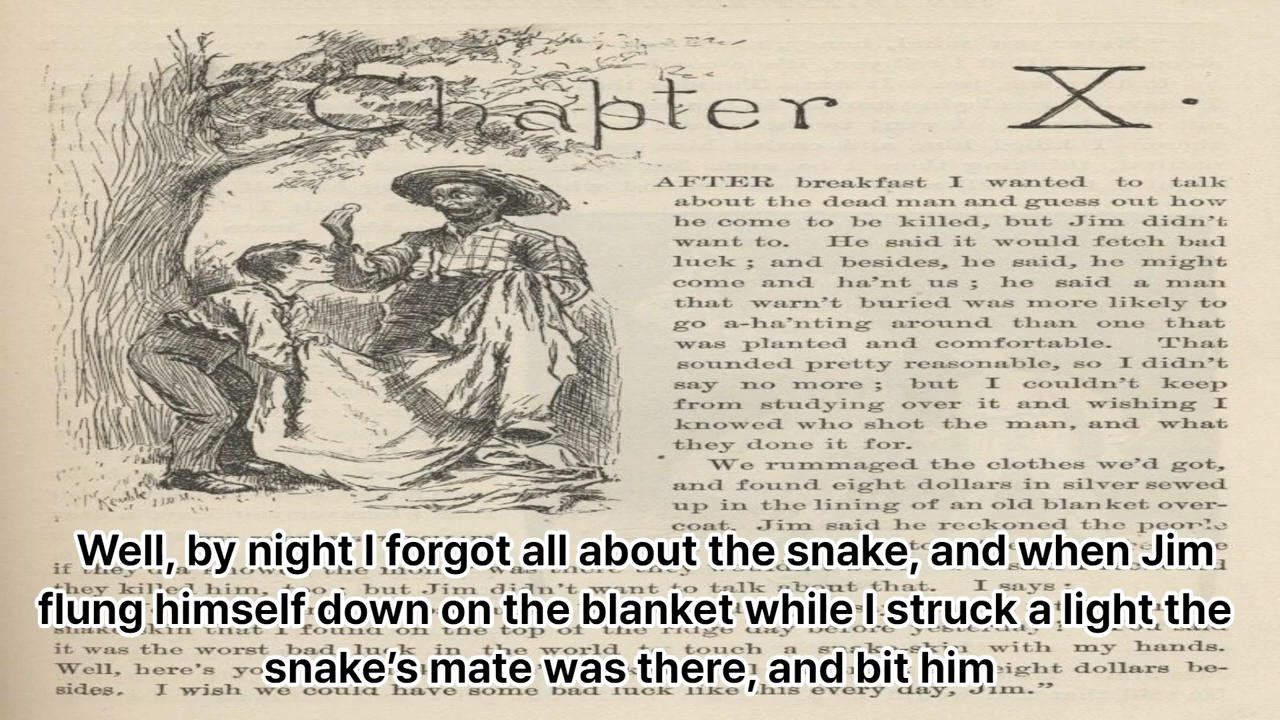 Chapter X.
AFTER breakfast I wanted to talk
about the dead man and guess out how
he come to be killed, but Jim didn't
want to. He said it would fetch bad
luck ; and besides, he said, he might
come and ha'nt us ; he said a man
that warn't buried was more likely to
go a-ha'nting around than one that
was planted and comfortable. That
sounded pretty reasonable, so I didn't
say no more ; but I couldn't keep
from studying over it and wishing I
knowed who shot the man, and what
they done it for.
We rummaged the clothes we'd got,
and found eight dollars in silver sewed
up in the lining of an old blanket over-
coat. Jim said he reckoned the people
Well, by night I forgot all about the snake, and when Jim
flung himself down on the blanket while I struck a light the
snake's mate was there, and bit him
they killed him, but Jim didn't want to talk about that. I says :
it was the worst bad luck in the world to touch a with my hands.
Well, here's eight dollars be-
sides. I wish we could have some bad luck like this every day, Jim."
Kemble